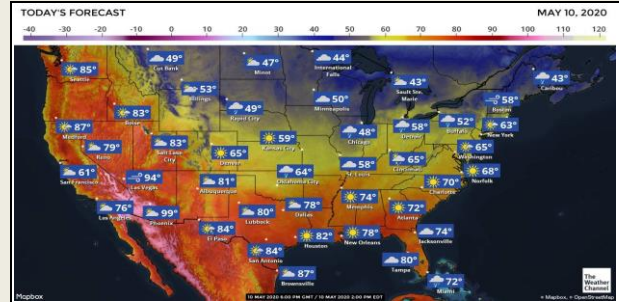 TODAY'S FORECAST
MAY 10, 2020
-40 -30 -20 -10 0 10 20 30 40 50 60 70 80 90 100 110 120
85° Seattle
49° Cut Bank
47° Minot
44° International Falls
43° Sault Ste. Marie
43° Caribou
53° Billings
49° Rapid City
50° Minneapolis
58° Boston
83° Boise
87° Medford
79° Reno
83° Salt Lake City
65° Denver
59° Kansas City
48° Chicago
58° Detroit
52° Buffalo
63° New York
65° Washington
61° San Francisco
94° Las Vegas
81° Albuquerque
64° Oklahoma City
58° St. Louis
65° Cincinnati
68° Norfolk
70° Charlotte
76° Los Angeles
99° Phoenix
80° Lubbock
78° Dallas
74° Memphis
72° Atlanta
84° El Paso
84° San Antonio
82° Houston
78° New Orleans
74° Jacksonville
87° Brownsville
80° Tampa
72° Miami
The Weather Channel
Mapbox
10 MAY 2020 6:00 PM GMT / 10 MAY 2020 2:00 PM EDT
© Mapbox, © OpenStreetMap